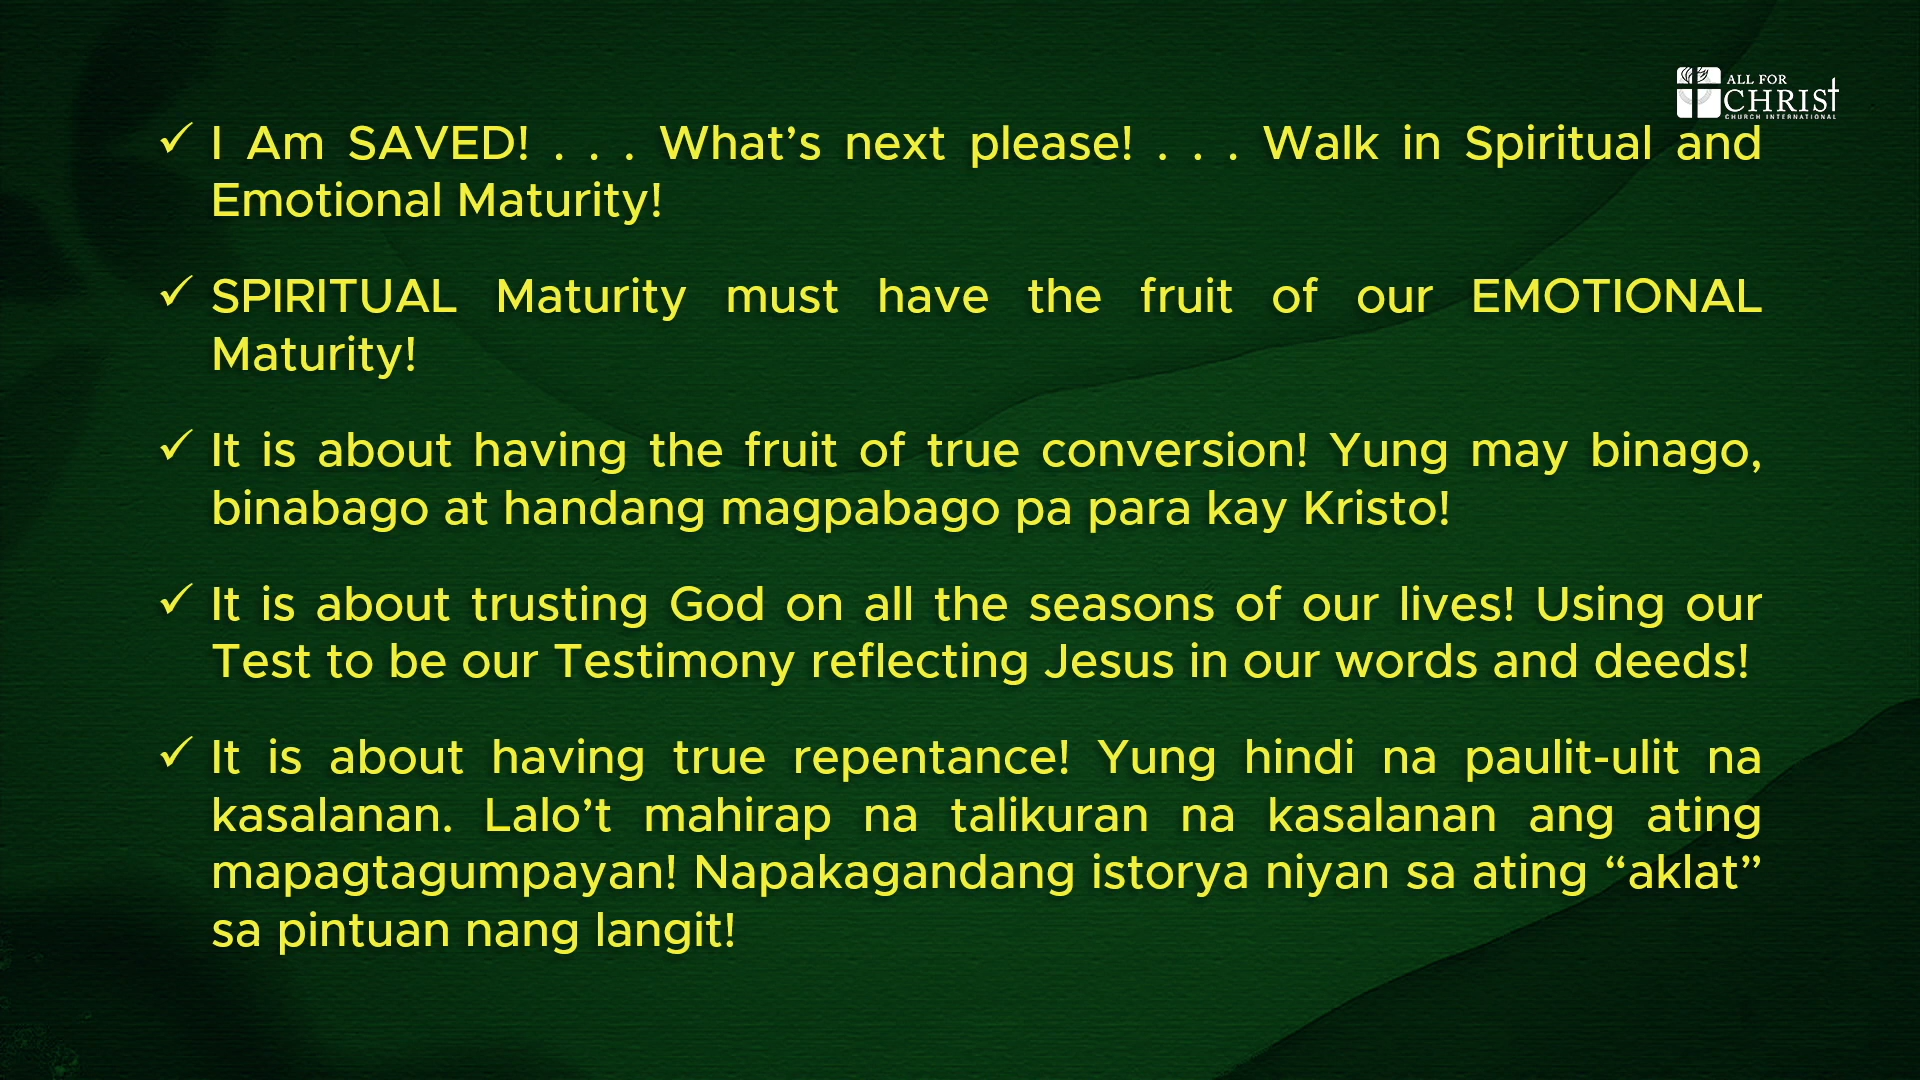 ALL FOR
CHRIST
CHURCH INTERNATIONAL
✓ I Am SAVED! . . . What’s next please! . . . Walk in Spiritual and
Emotional Maturity!
✓ SPIRITUAL Maturity must have the fruit of our EMOTIONAL
Maturity!
✓ It is about having the fruit of true conversion! Yung may binago,
binabago at handang magpabago pa para kay Kristo!
✓ It is about trusting God on all the seasons of our lives! Using our
Test to be our Testimony reflecting Jesus in our words and deeds!
✓ It is about having true repentance! Yung hindi na paulit-ulit na
kasalanan. Lalo’t mahirap na talikuran na kasalanan ang ating
mapagtagumpayan! Napakagandang istorya niyan sa ating “aklat”
sa pintuan nang langit!